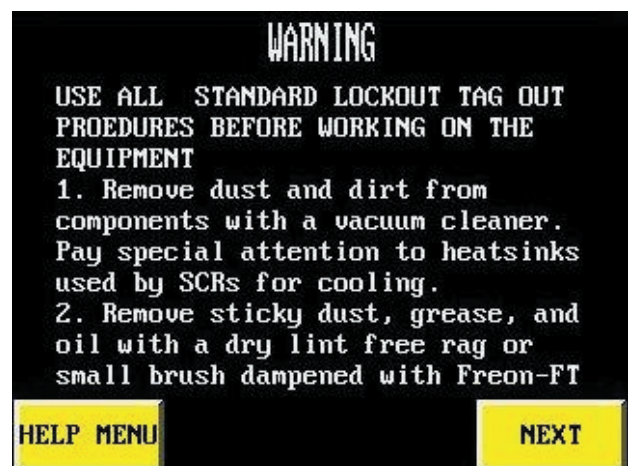 WARNING
USE ALL STANDARD LOCKOUT TAG OUT
PROEDURES BEFORE WORKING ON THE
EQUIPMENT
1. Remove dust and dirt from
components with a vacuum cleaner.
Pay special attention to heatsinks
used by SCRs for cooling.
2. Remove sticky dust, grease, and
oil with a dry lint free rag or
small brush dampened with Freon-FT
HELP MENU
NEXT